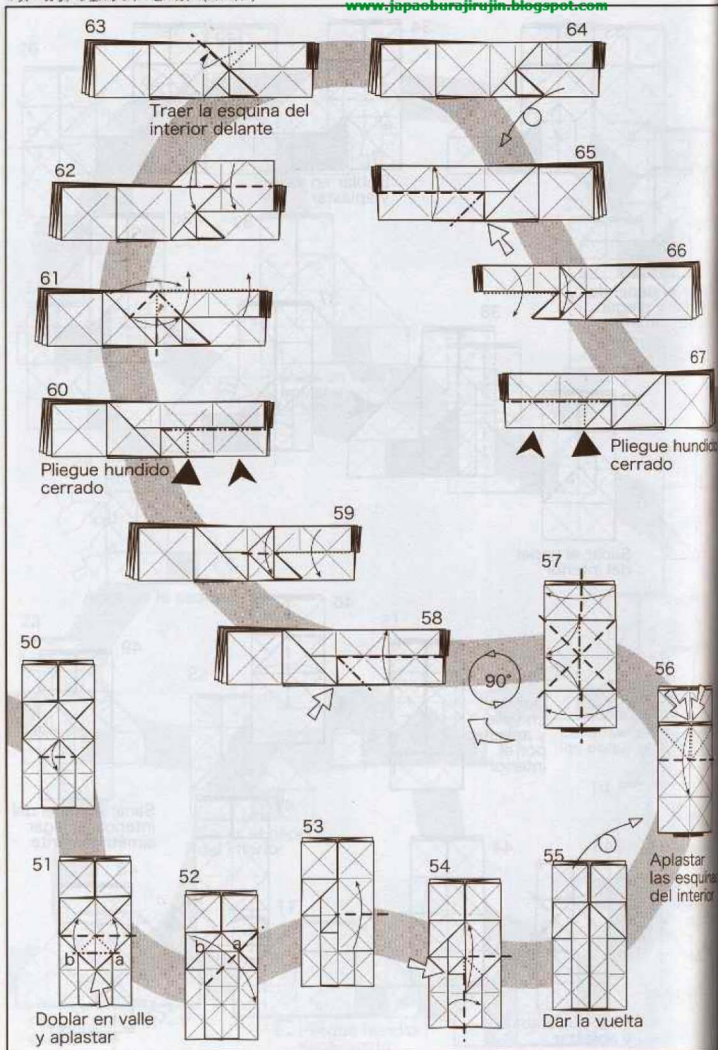 www.japaoburajirujin.blogspot.com
63
64
Traer la esquina del
interior delante
62
65
61
66
60
67
Pliegue hundido
cerrado
Pliegue hundido
cerrado
59
57
50
58
90°
56
53
51
52
54
55
Aplastar
las esquina
del interior
b a
b a
Doblar en valle
y aplastar
Dar la vuelta